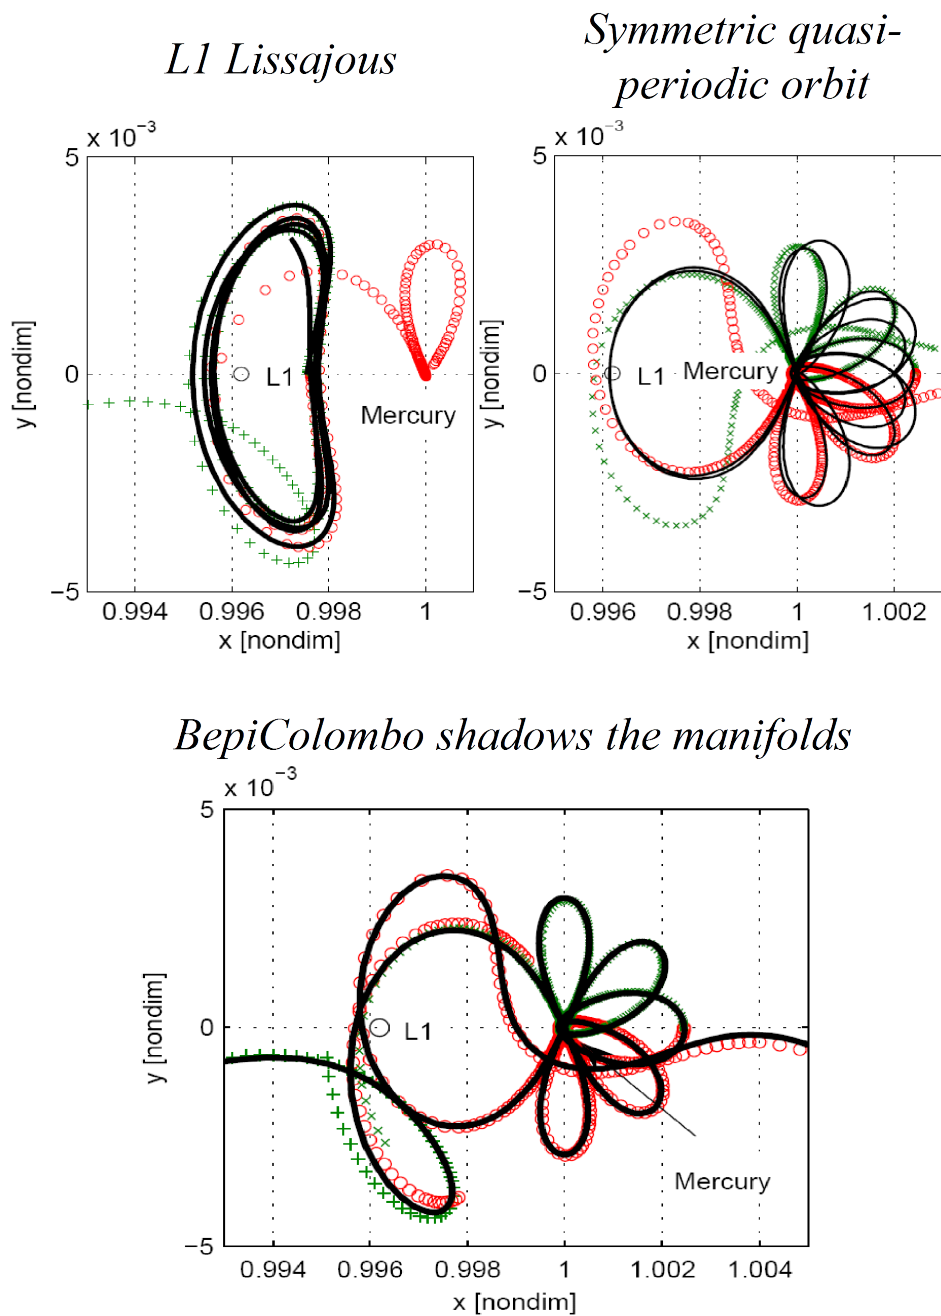 L1 Lissajous
Symmetric quasi-
periodic orbit
x 10⁻³
5
0
−5
y [nondim]
L1
Mercury
0.994
0.996
0.998
1
x [nondim]
x 10⁻³
5
0
−5
y [nondim]
L1
Mercury
0.996
0.998
1
1.002
x [nondim]
BepiColombo shadows the manifolds
x 10⁻³
5
0
−5
y [nondim]
L1
Mercury
0.994
0.996
0.998
1
1.002
1.004
x [nondim]